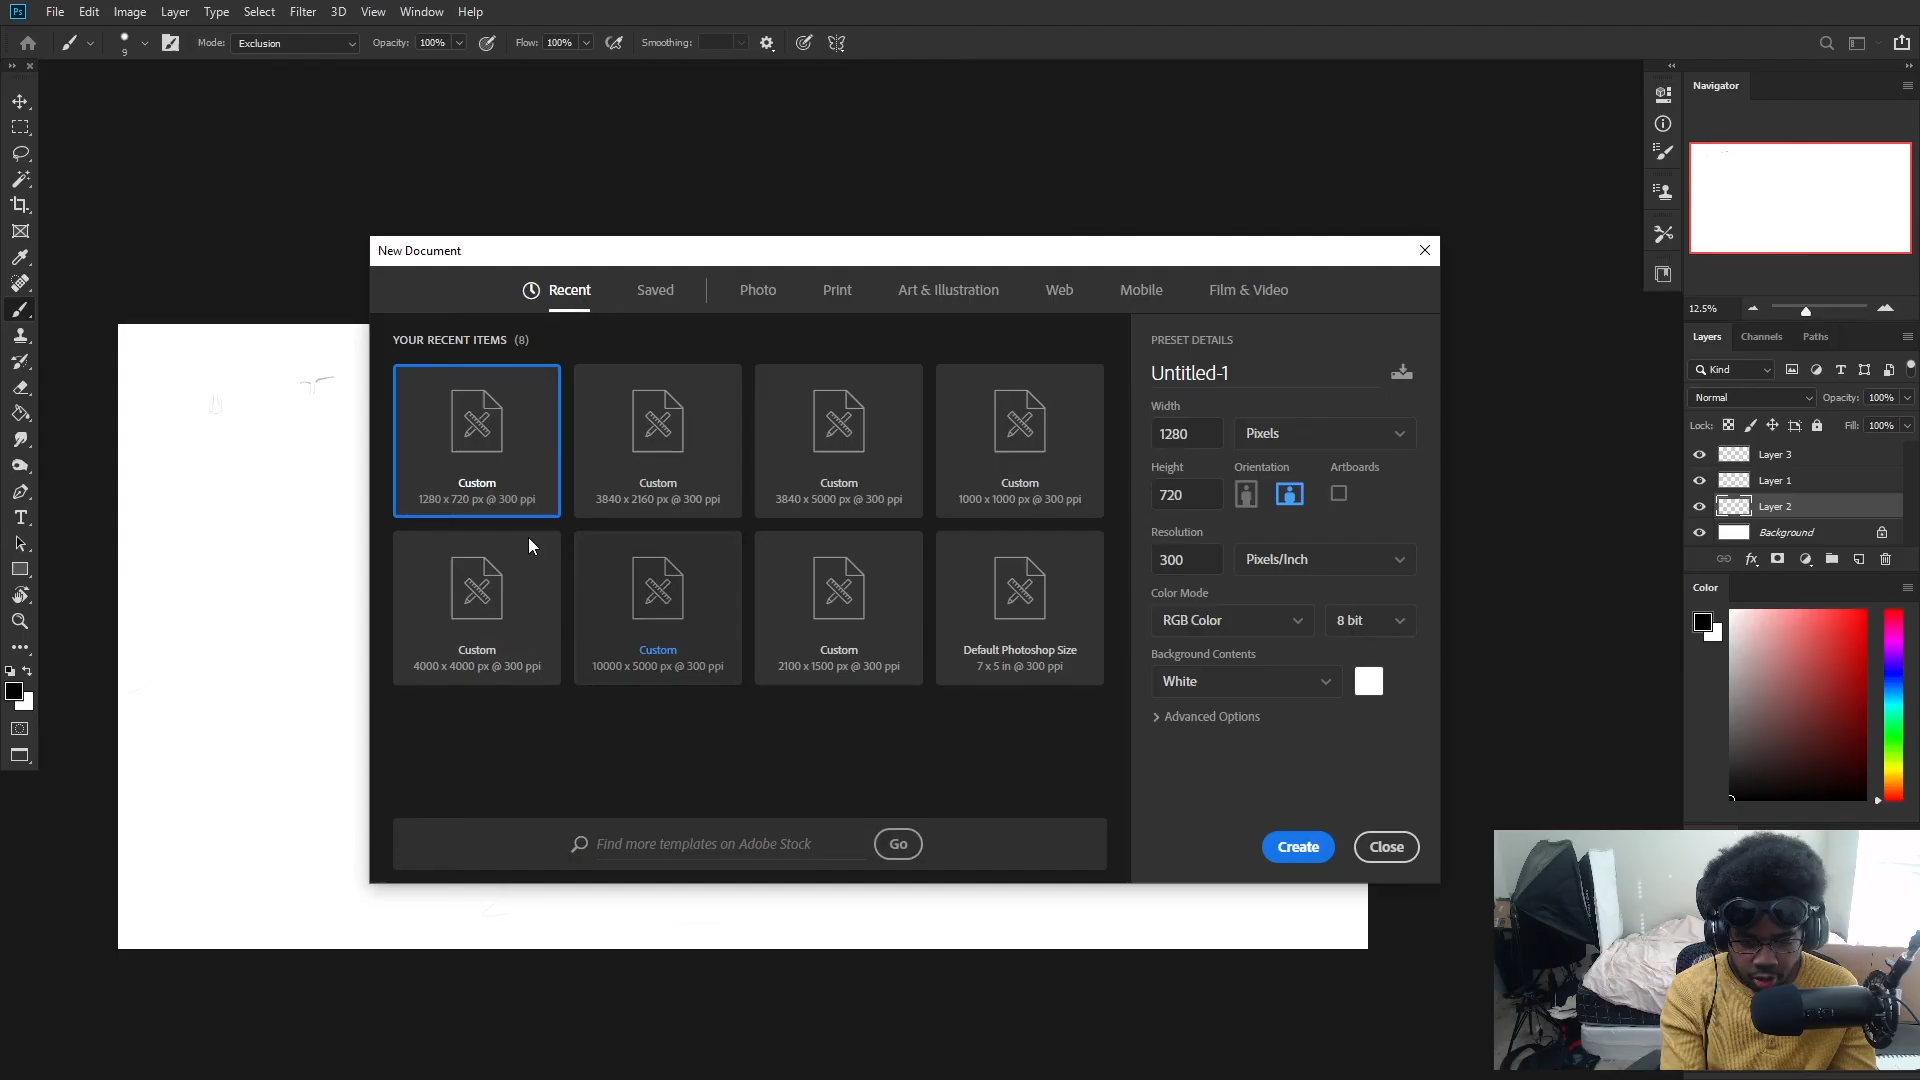 Ps File Edit Image Layer Type Select Filter 3D View Window Help
9 Mode: Exclusion Opacity: 100% Flow: 100% Smoothing:
Navigator
12.5%
New Document
Recent Saved Photo Print Art & Illustration Web Mobile Film & Video
YOUR RECENT ITEMS (8)
Custom
1280 x 720 px @ 300 ppi
Custom
3840 x 2160 px @ 300 ppi
Custom
3840 x 5000 px @ 300 ppi
Custom
1000 x 1000 px @ 300 ppi
Custom
4000 x 4000 px @ 300 ppi
Custom
10000 x 5000 px @ 300 ppi
Custom
2100 x 1500 px @ 300 ppi
Default Photoshop Size
7 x 5 in @ 300 ppi
Find more templates on Adobe Stock Go
PRESET DETAILS
Untitled-1
Width
1280 Pixels
Height Orientation Artboards
720
Resolution
300 Pixels/Inch
Color Mode
RGB Color 8 bit
Background Contents
White
Advanced Options
Create Close
Layers Channels Paths
Kind
Normal Opacity: 100%
Lock: Fill: 100%
Layer 3
Layer 1
Layer 2
Background
fx
Color